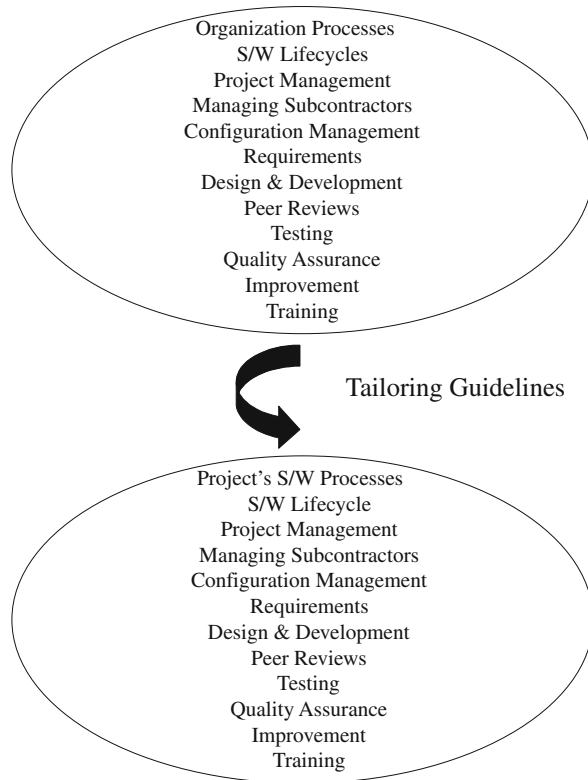 Organization Processes
S/W Lifecycles
Project Management
Managing Subcontractors
Configuration Management
Requirements
Design & Development
Peer Reviews
Testing
Quality Assurance
Improvement
Training
Tailoring Guidelines
Project's S/W Processes
S/W Lifecycle
Project Management
Managing Subcontractors
Configuration Management
Requirements
Design & Development
Peer Reviews
Testing
Quality Assurance
Improvement
Training